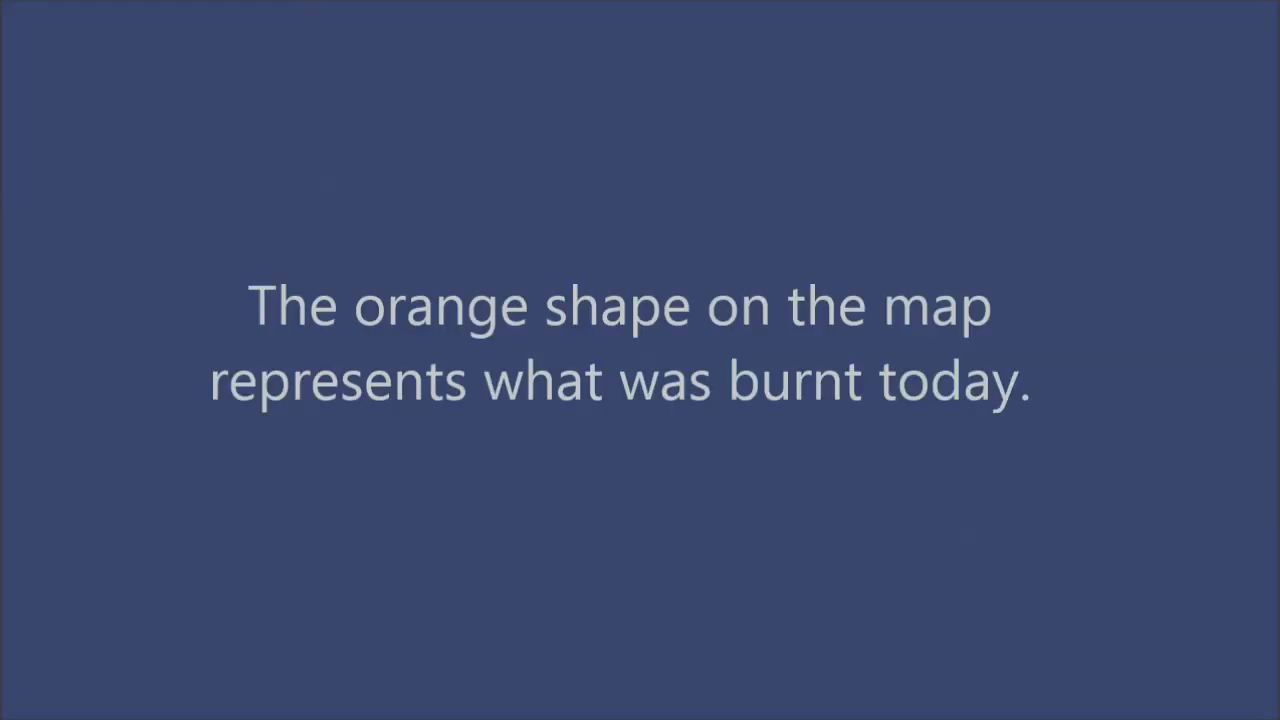 The orange shape on the map
represents what was burnt today.